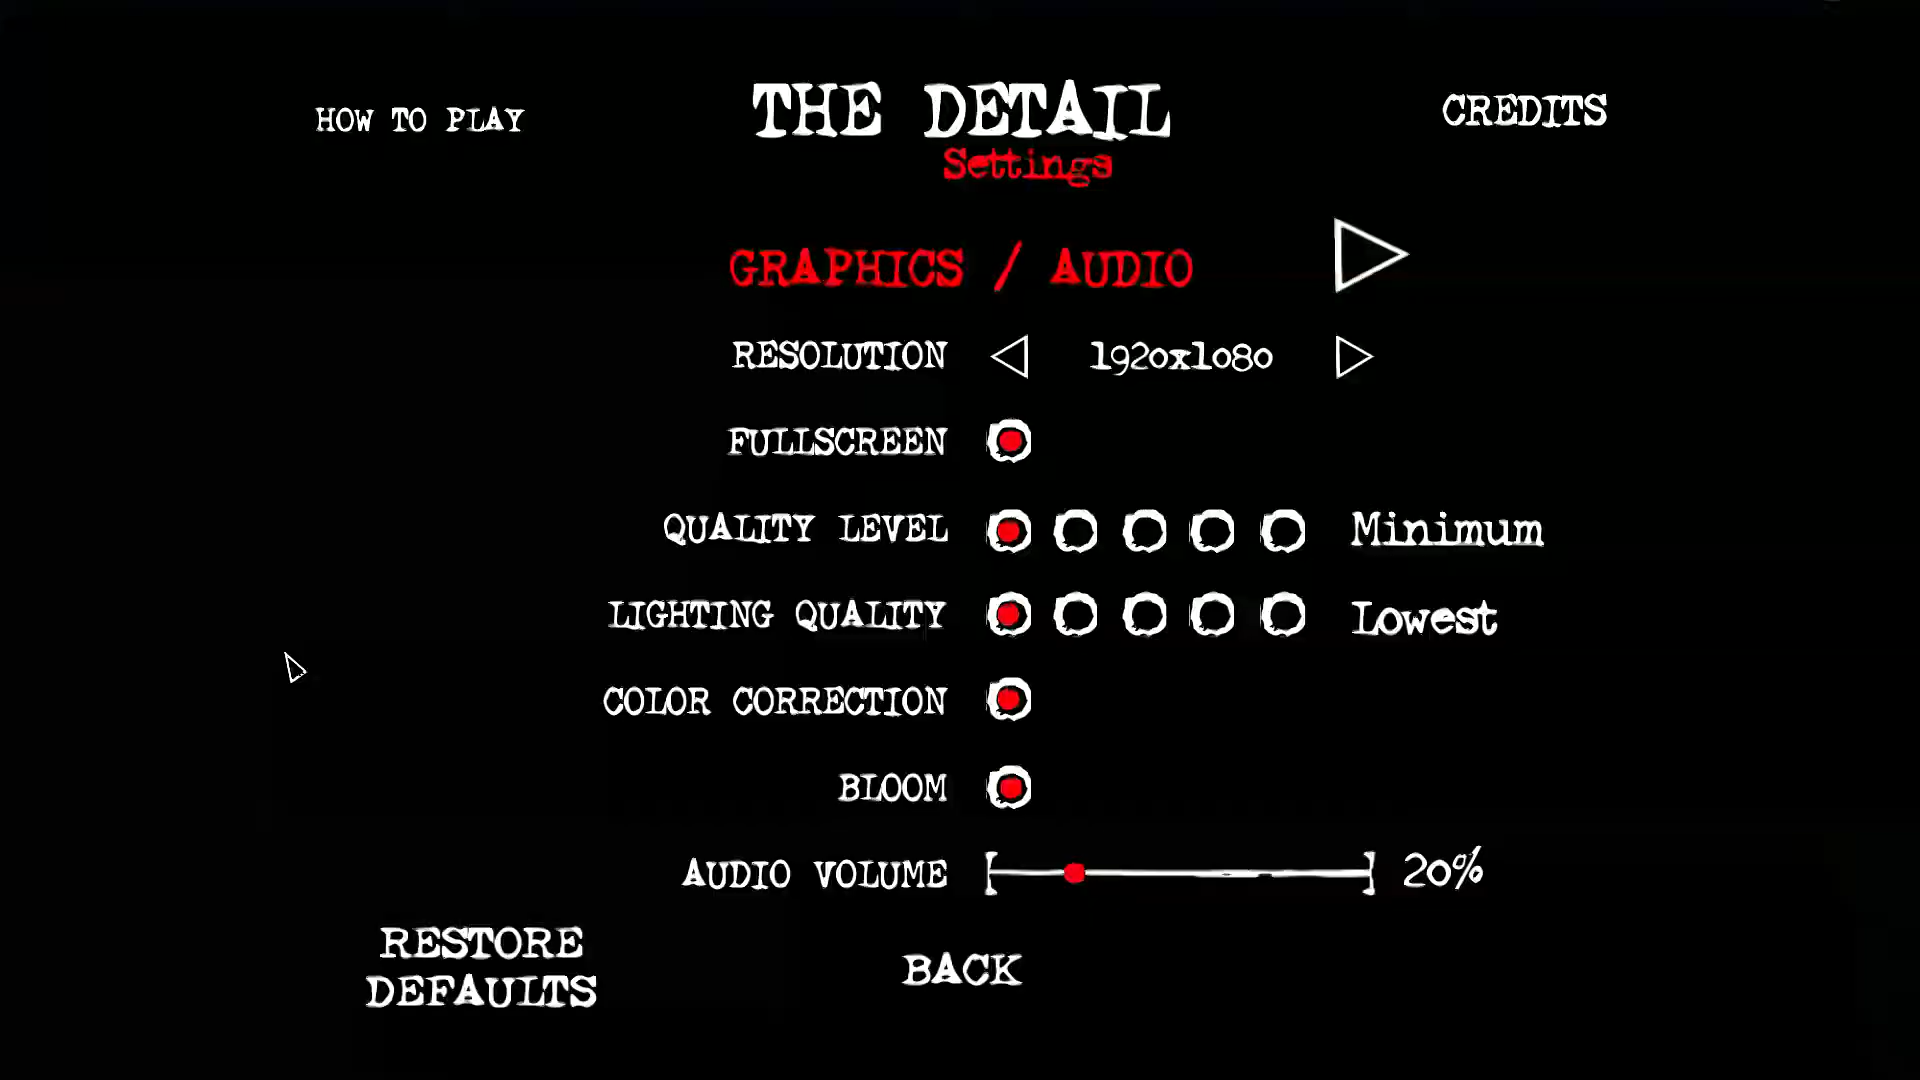 HOW TO PLAY
THE DETAIL
CREDITS
Settings
GRAPHICS / AUDIO
RESOLUTION 1920x1080
FULLSCREEN
QUALITY LEVEL Minimum
LIGHTING QUALITY Lowest
COLOR CORRECTION
BLOOM
AUDIO VOLUME 20%
RESTORE
DEFAULTS
BACK